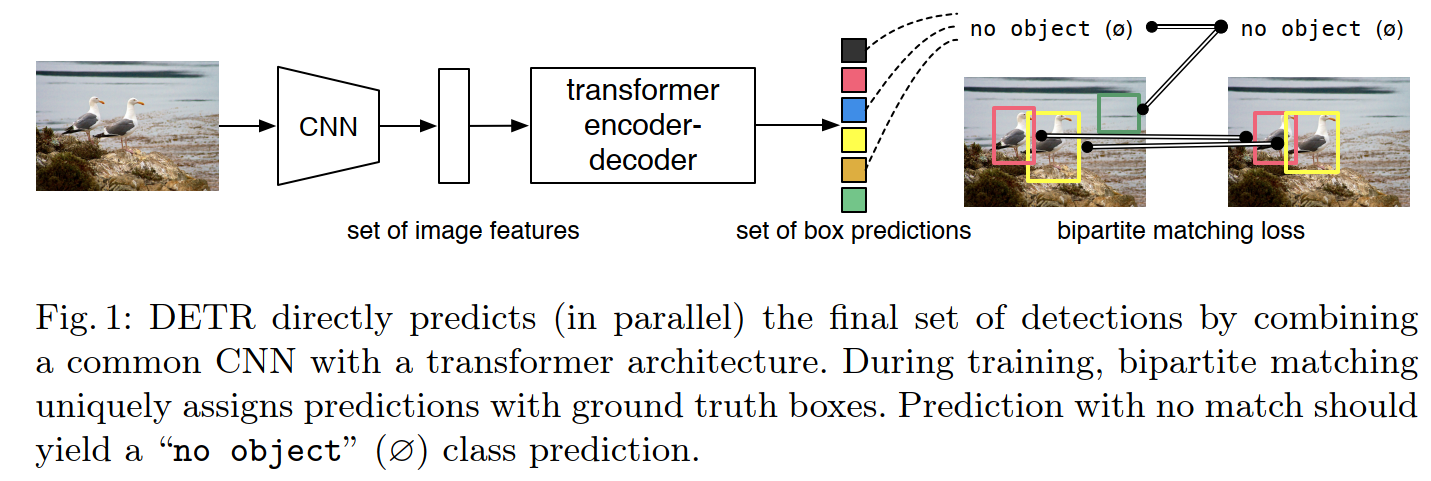 no object (ø)
no object (ø)
CNN
transformer
encoder-
decoder
set of image features
set of box predictions
bipartite matching loss
Fig. 1: DETR directly predicts (in parallel) the final set of detections by combining
a common CNN with a transformer architecture. During training, bipartite matching
uniquely assigns predictions with ground truth boxes. Prediction with no match should
yield a “no object” (∅) class prediction.